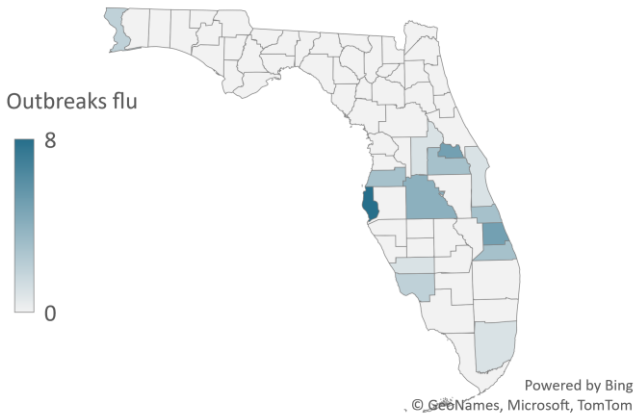 Outbreaks flu
8
0
Powered by Bing
© GeoNames, Microsoft, TomTom